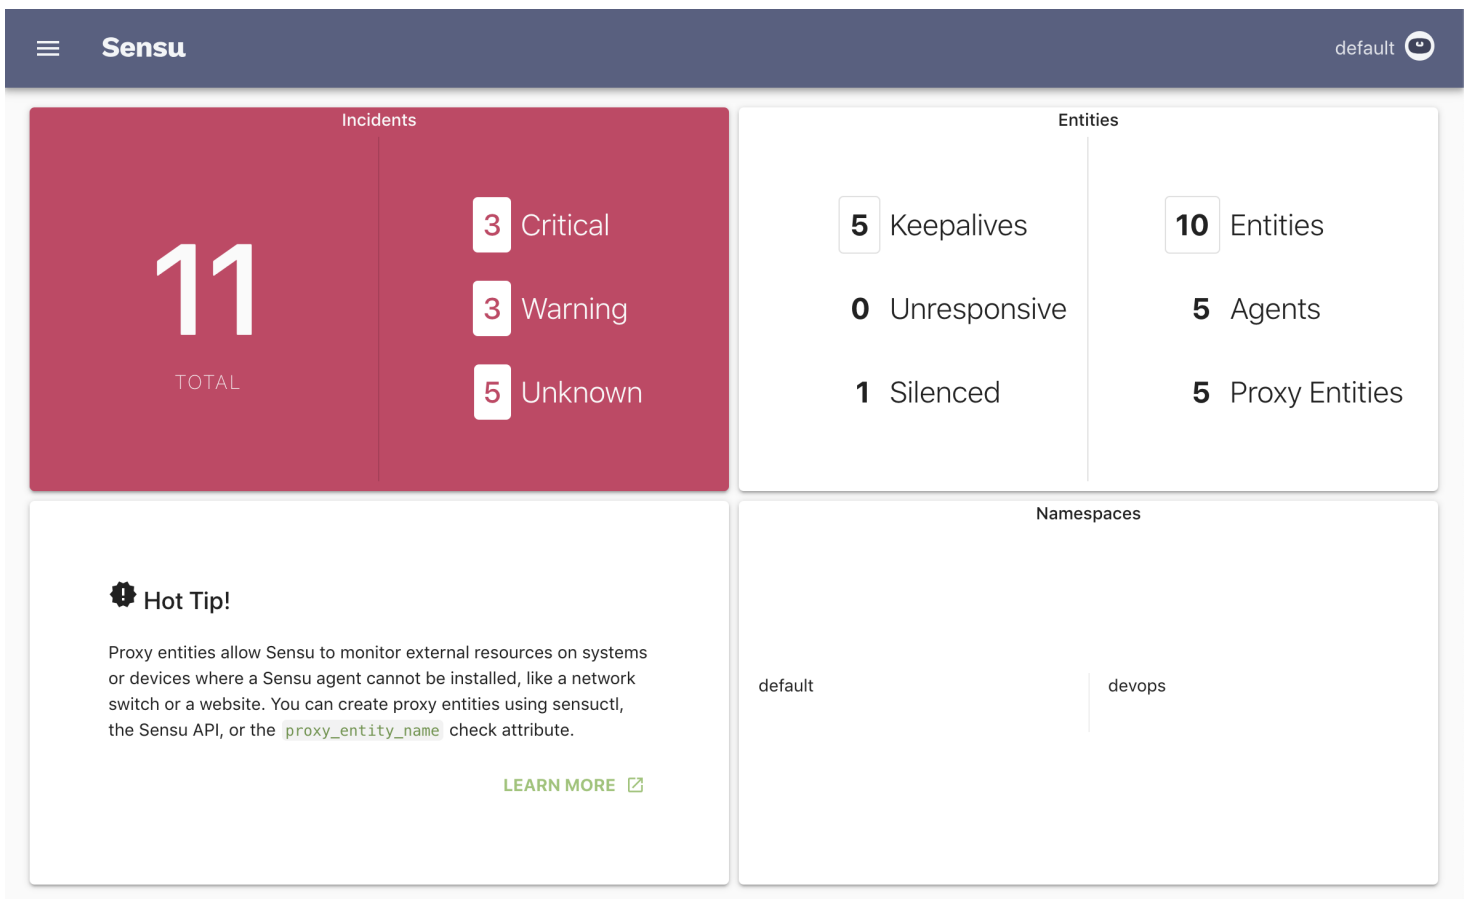 Sensu
default
Incidents
11
TOTAL
3 Critical
3 Warning
5 Unknown
Entities
5 Keepalives
0 Unresponsive
1 Silenced
10 Entities
5 Agents
5 Proxy Entities
Hot Tip!
Proxy entities allow Sensu to monitor external resources on systems
or devices where a Sensu agent cannot be installed, like a network
switch or a website. You can create proxy entities using sensuctl,
the Sensu API, or the proxy_entity_name check attribute.
LEARN MORE
Namespaces
default
devops